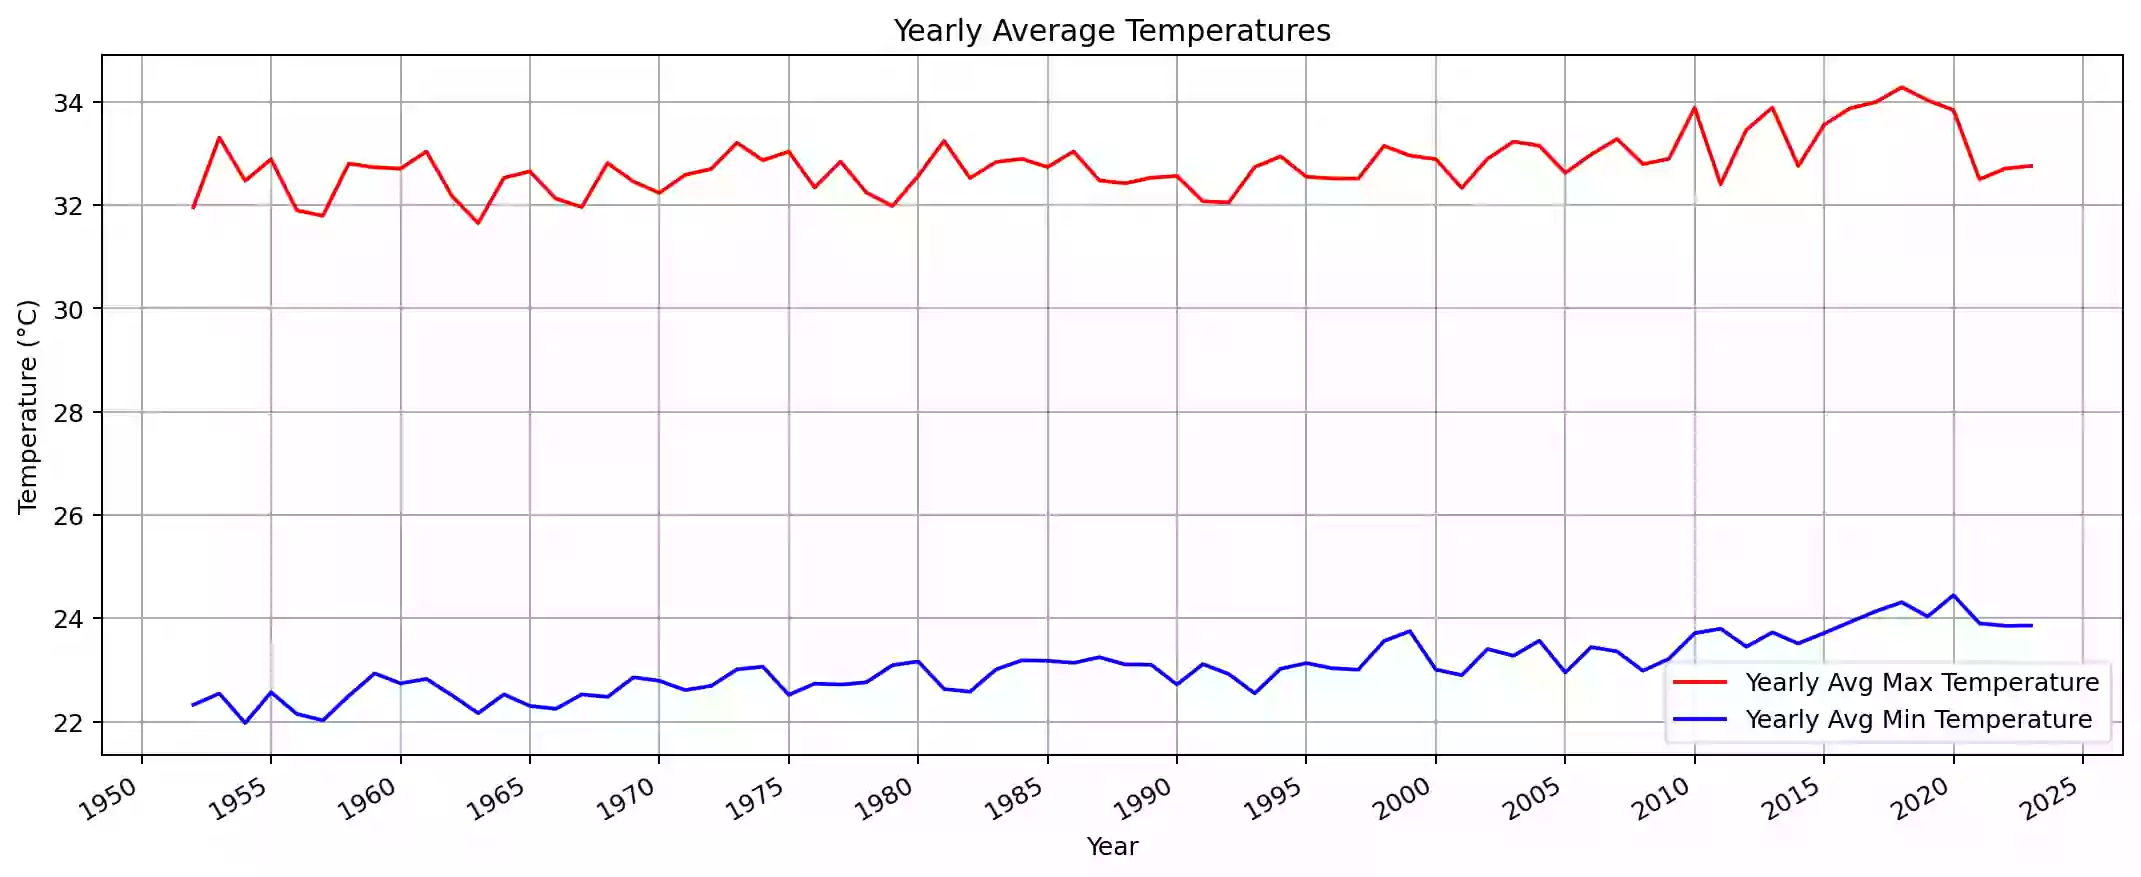 Yearly Average Temperatures
Temperature (°C)
34
32
30
28
26
24
22
Yearly Avg Max Temperature
Yearly Avg Min Temperature
1950 1955 1960 1965 1970 1975 1980 1985 1990 1995 2000 2005 2010 2015 2020 2025
Year